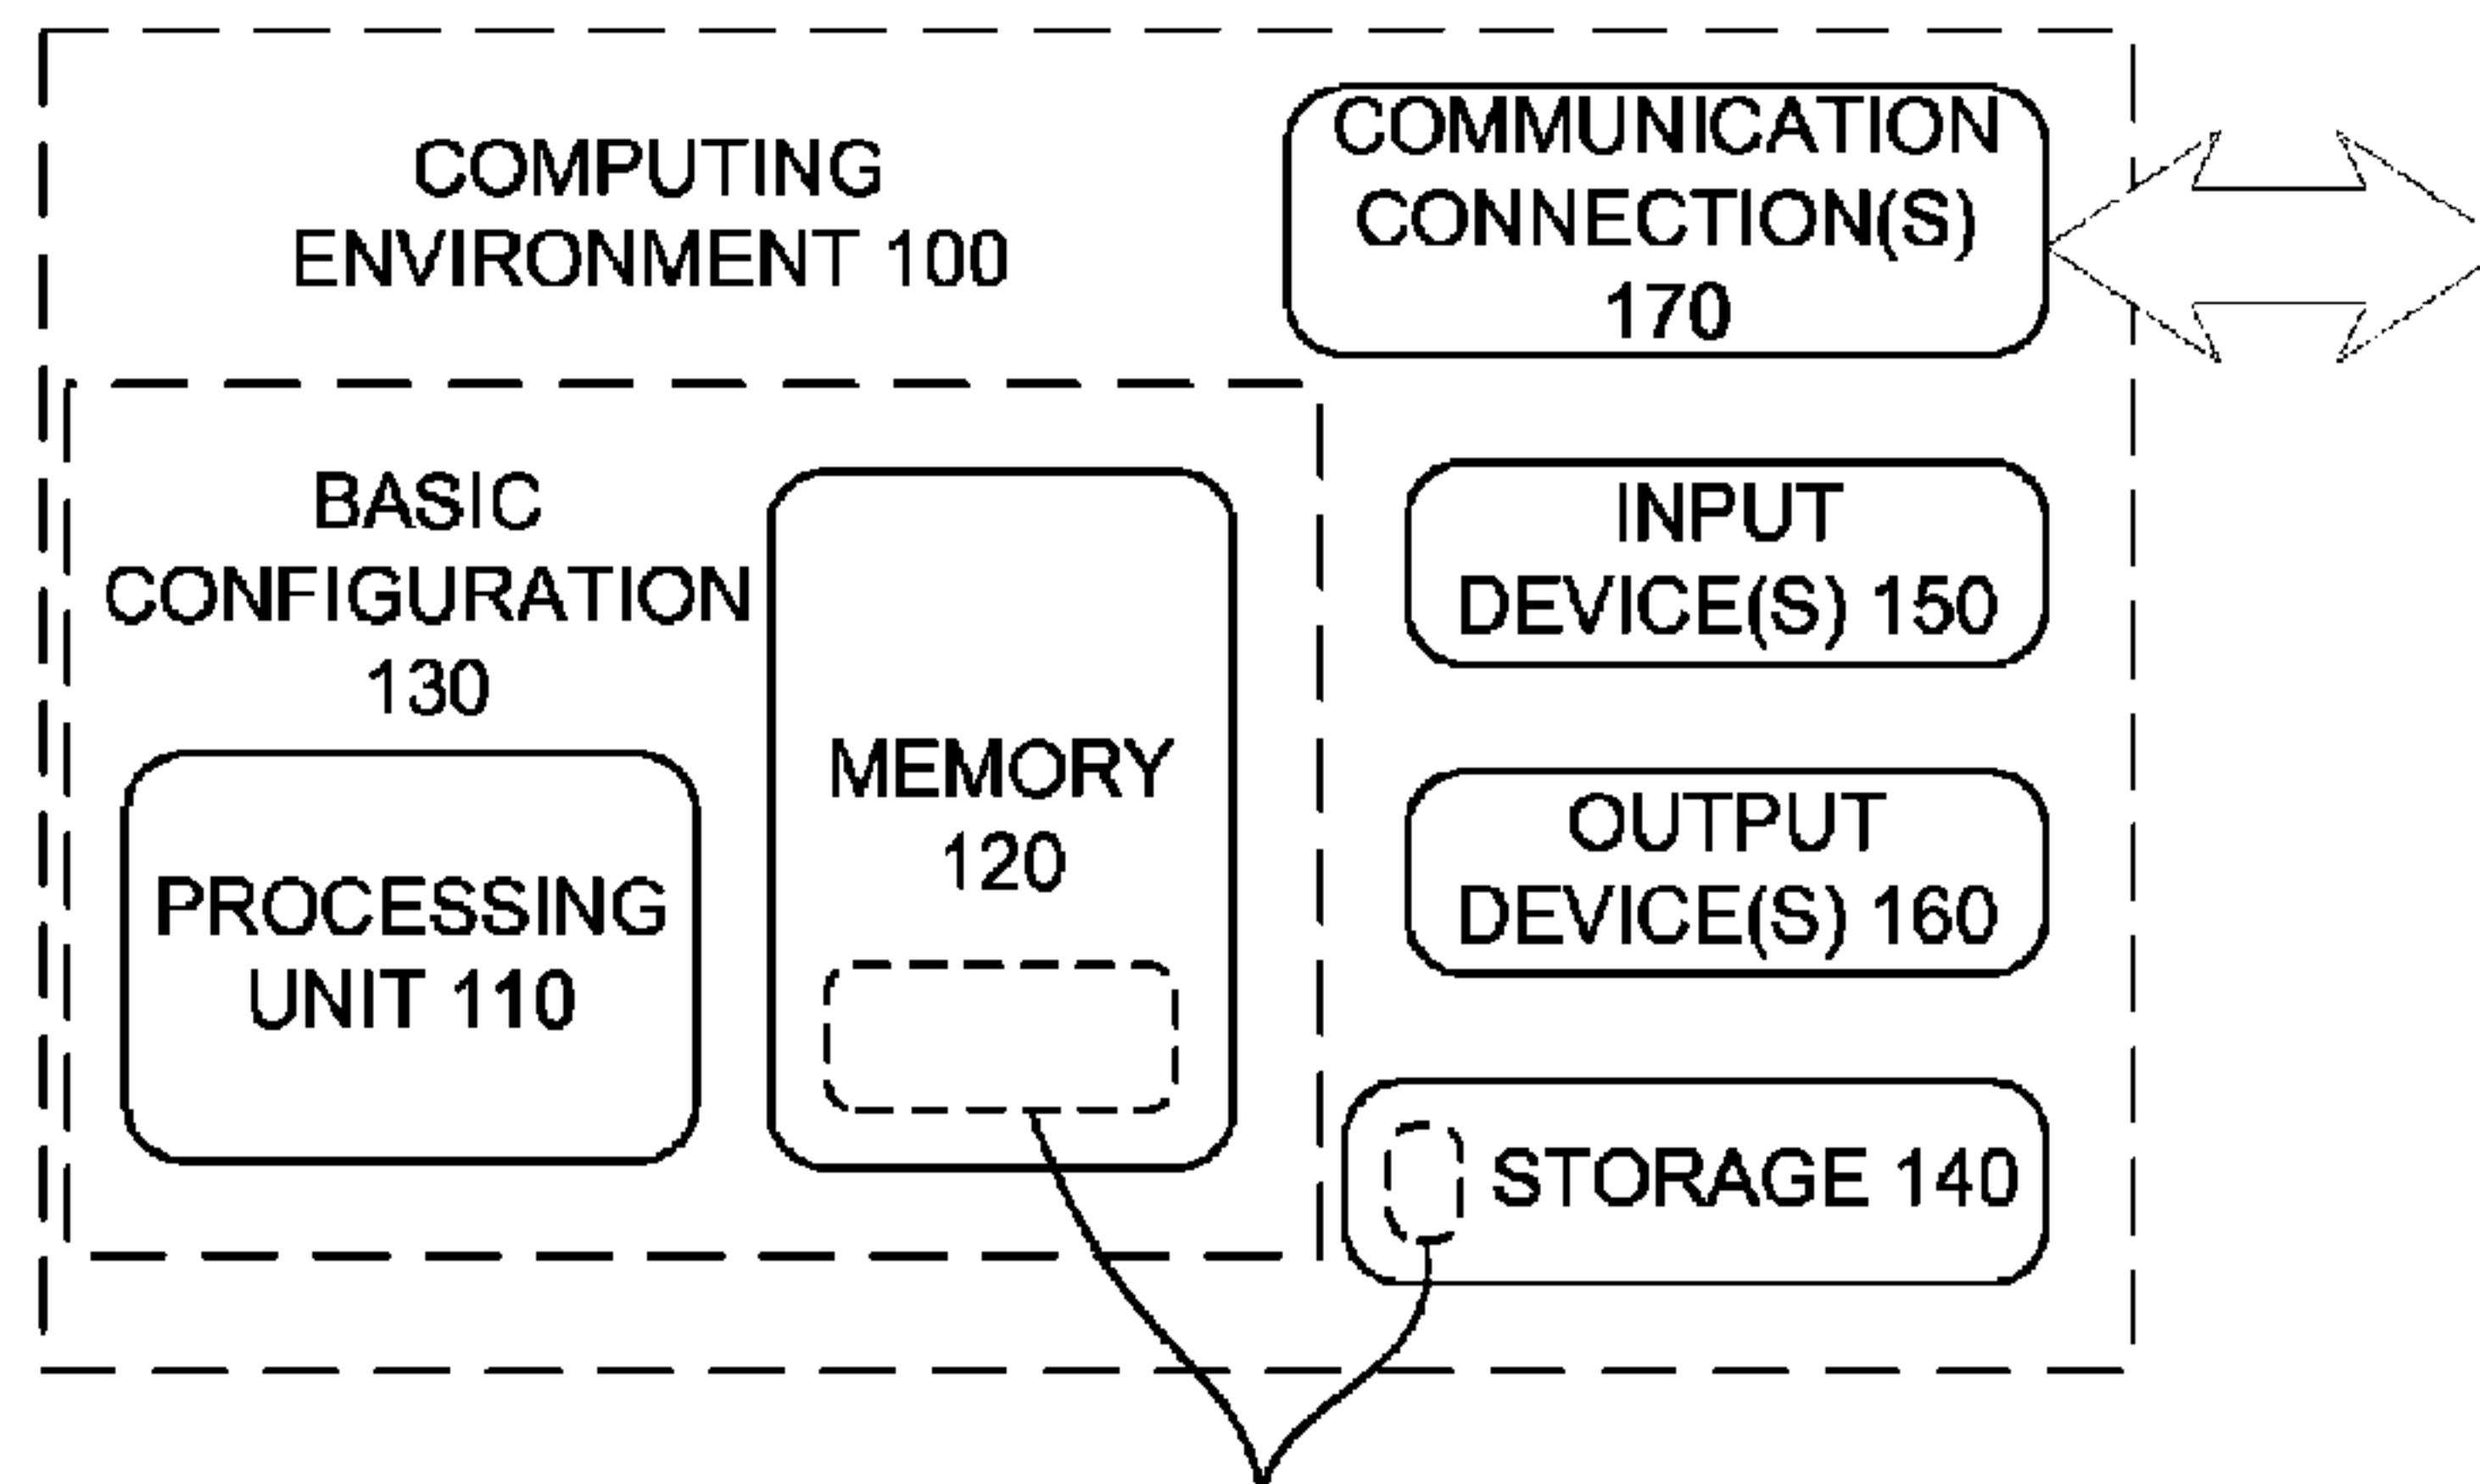 COMPUTING
ENVIRONMENT 100
COMMUNICATION
CONNECTION(S)
170
BASIC
CONFIGURATION
130
PROCESSING
UNIT 110
MEMORY
120
INPUT
DEVICE(S) 150
OUTPUT
DEVICE(S) 160
STORAGE 140